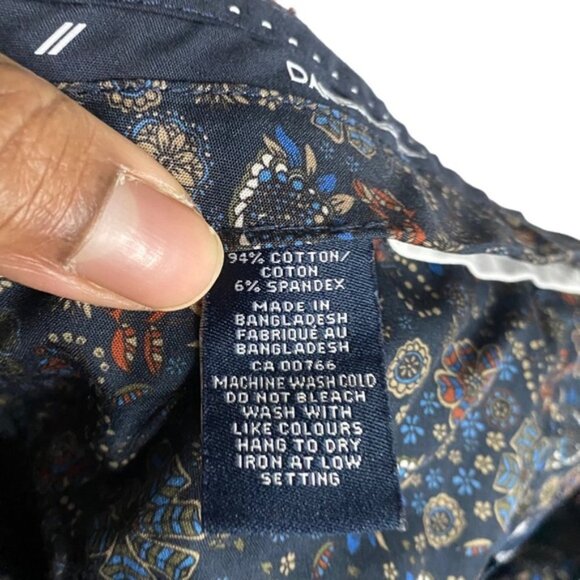 94% COTTON/
COTON
6% SPANDEX
MADE IN
BANGLADESH
FABRIQUÉ AU
BANGLADESH
CA 00766
MACHINE WASH COLD
DO NOT BLEACH
WASH WITH
LIKE COLOURS
HANG TO DRY
IRON AT LOW
SETTING